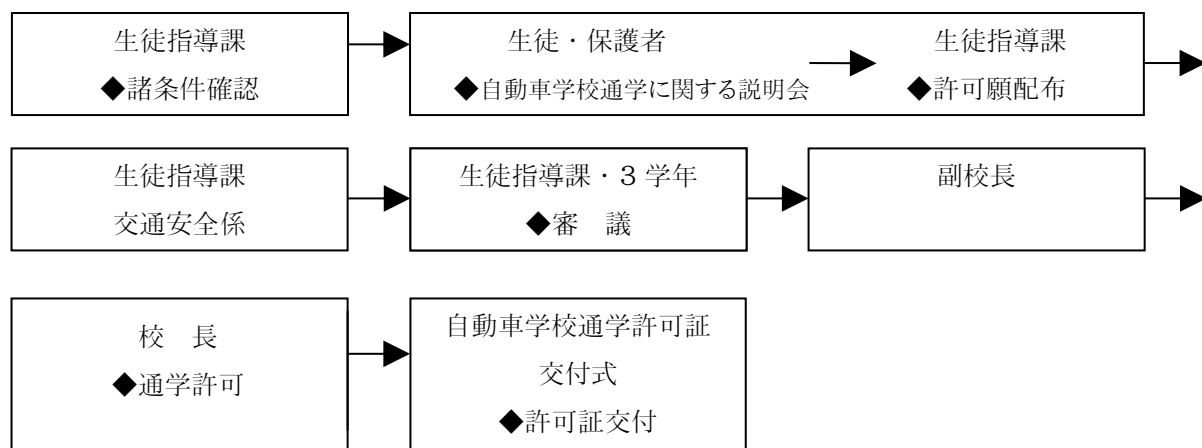 生徒指導課
◆諸条件確認
生徒・保護者
◆自動車学校通学に関する説明会
生徒指導課
◆許可願配布
生徒指導課
交通安全係
生徒指導課・3 学年
◆審　議
副校長
校　長
◆通学許可
自動車学校通学許可証
交付式
◆許可証交付